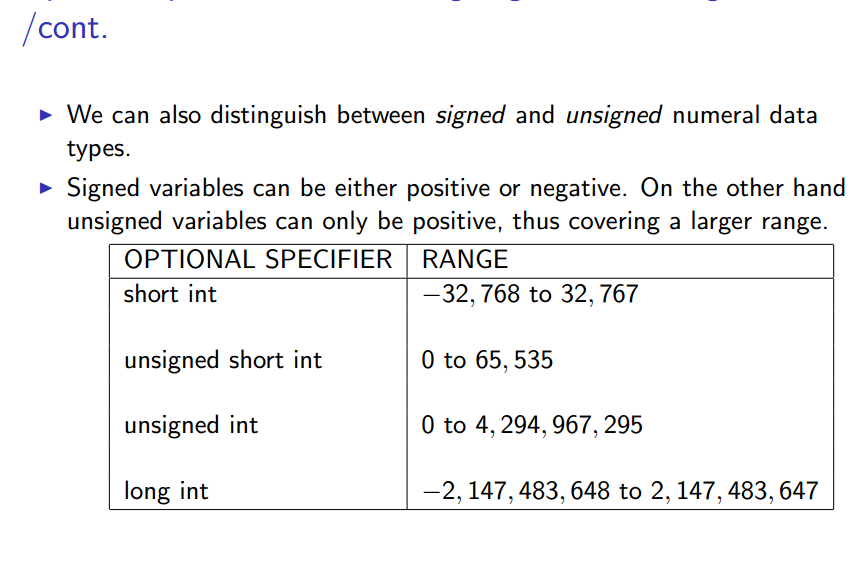 /cont.
We can also distinguish between signed and unsigned numeral data
types.
Signed variables can be either positive or negative. On the other hand
unsigned variables can only be positive, thus covering a larger range.
OPTIONAL SPECIFIER RANGE
short int −32, 768 to 32, 767
unsigned short int 0 to 65, 535
unsigned int 0 to 4, 294, 967, 295
long int −2, 147, 483, 648 to 2, 147, 483, 647